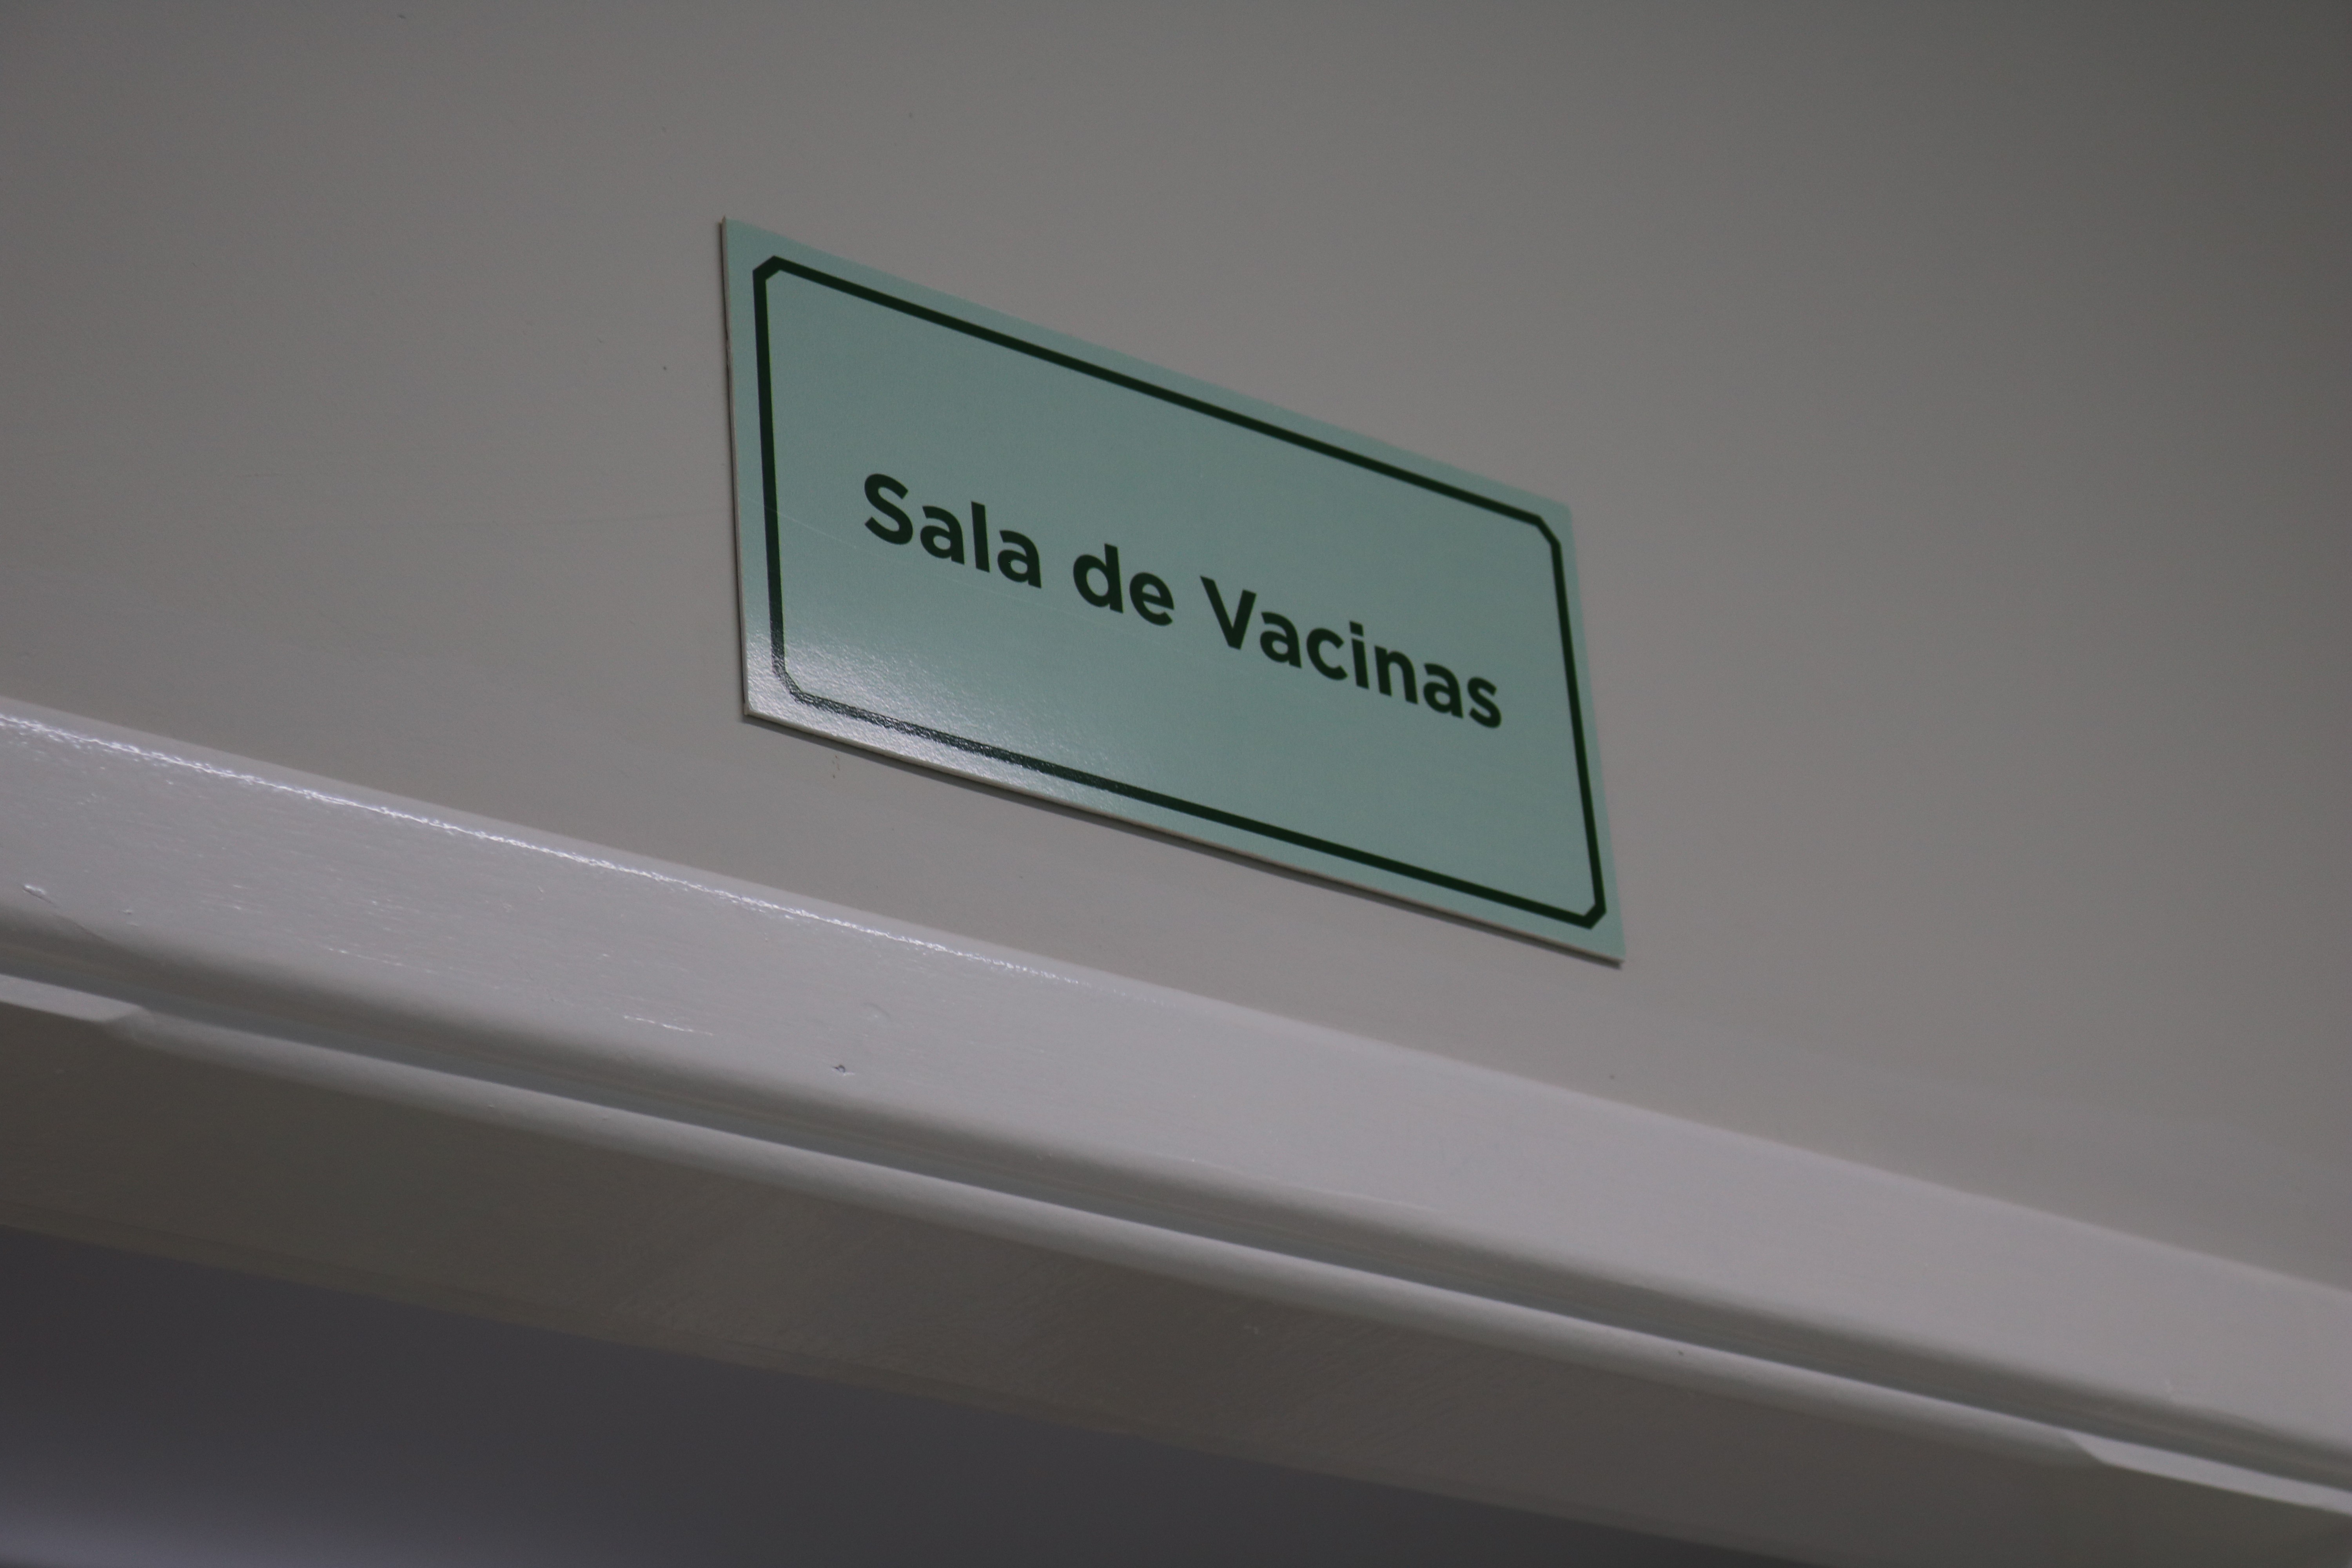 Sala de Vacinas